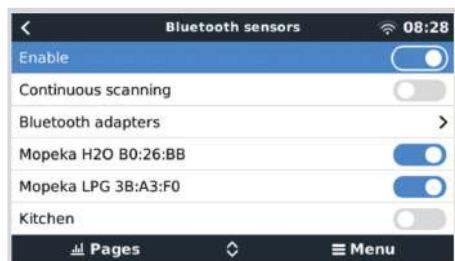 Bluetooth sensors 08:28
Enable
Continuous scanning
Bluetooth adapters
Mopeka H2O B0:26:BB
Mopeka LPG 3B:A3:F0
Kitchen
Pages Menu